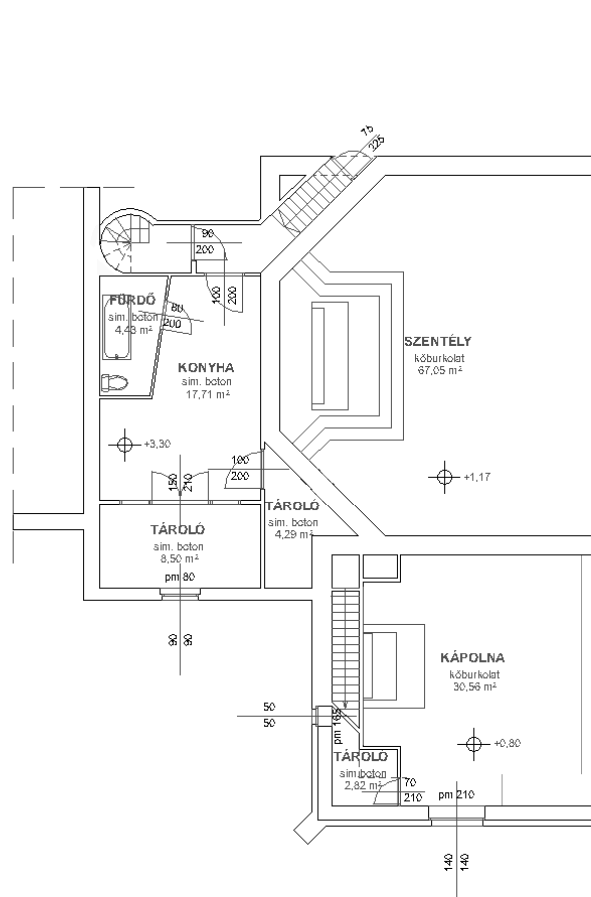 75
225
90
200
100
200
FÜRDŐ
sim. beton
4,43 m²
80
200
KONYHA
sim. beton
17,71 m²
SZENTÉLY
kőburkolat
67,05 m²
+3,30
100
200
150
210
+1,17
TÁROLÓ
sim. beton
4,29 m²
TÁROLÓ
sim. beton
8,50 m²
pm 80
90
90
KÁPOLNA
kőburkolat
30,56 m²
50
50
pm 165
+0,80
TÁROLÓ
sim. beton
2,82 m²
70
210
pm 210
140
140